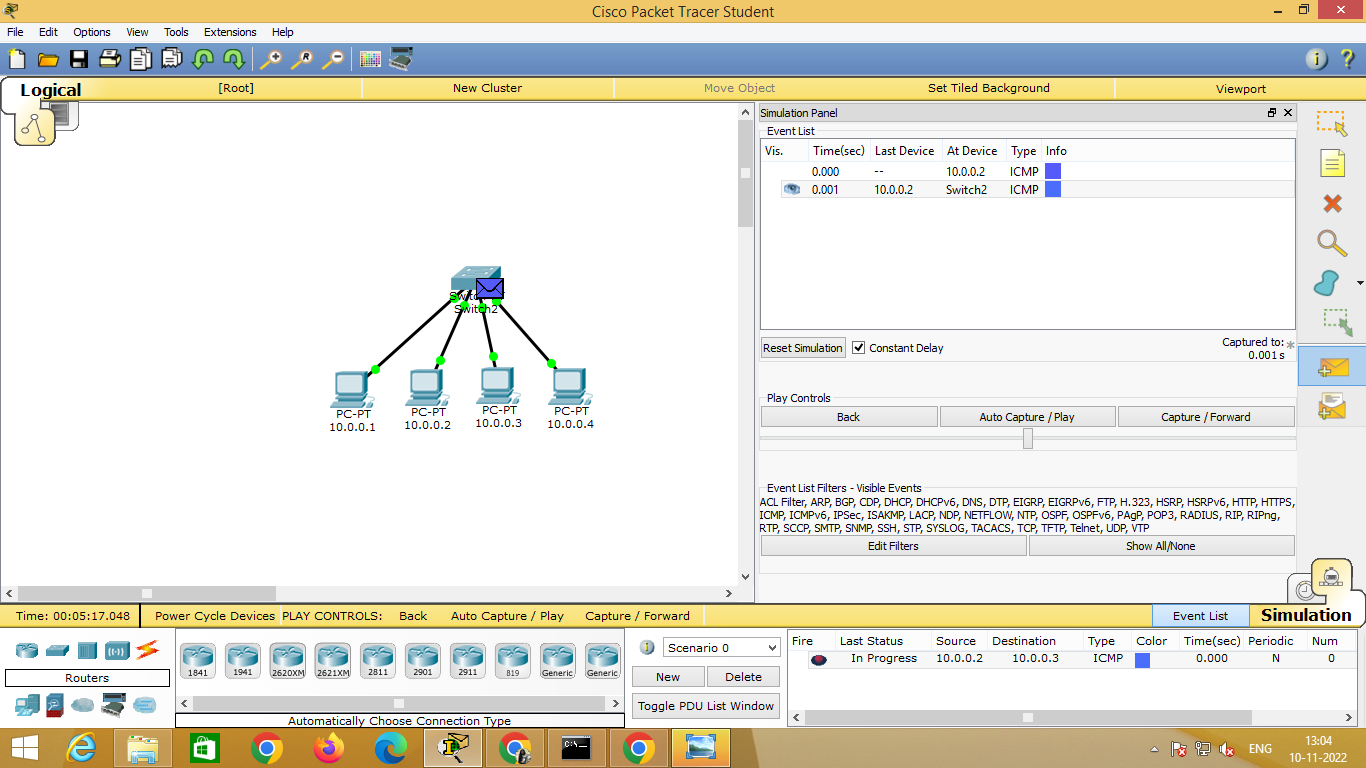 Cisco Packet Tracer Student
File Edit Options View Tools Extensions Help
Logical [Root] New Cluster Move Object Set Tiled Background Viewport
Simulation Panel
Event List
Vis. Time(sec) Last Device At Device Type Info
0.000 -- 10.0.0.2 ICMP
0.001 10.0.0.2 Switch2 ICMP
Switch2
PC-PT
10.0.0.1
PC-PT
10.0.0.2
PC-PT
10.0.0.3
PC-PT
10.0.0.4
Reset Simulation Constant Delay Captured to: *
0.001 s
Play Controls
Back Auto Capture / Play Capture / Forward
Event List Filters - Visible Events
ACL Filter, ARP, BGP, CDP, DHCP, DHCPv6, DNS, DTP, EIGRP, EIGRPv6, FTP, H.323, HSRP, HSRPv6, HTTP, HTTPS,
ICMP, ICMPv6, IPSec, ISAKMP, LACP, NDP, NETFLOW, NTP, OSPF, OSPFv6, PAgP, POP3, RADIUS, RIP, RIPng,
RTP, SCCP, SMTP, SNMP, SSH, STP, SYSLOG, TACACS, TCP, TFTP, Telnet, UDP, VTP
Edit Filters Show All/None
Time: 00:05:17.048 Power Cycle Devices PLAY CONTROLS: Back Auto Capture / Play Capture / Forward Event List Simulation
Routers
1841 1941 2620XM 2621XM 2811 2901 2911 819 Generic Generic
Automatically Choose Connection Type
Scenario 0
New Delete
Toggle PDU List Window
Fire Last Status Source Destination Type Color Time(sec) Periodic Num
In Progress 10.0.0.2 10.0.0.3 ICMP 0.000 N 0
ENG
13:04
10-11-2022